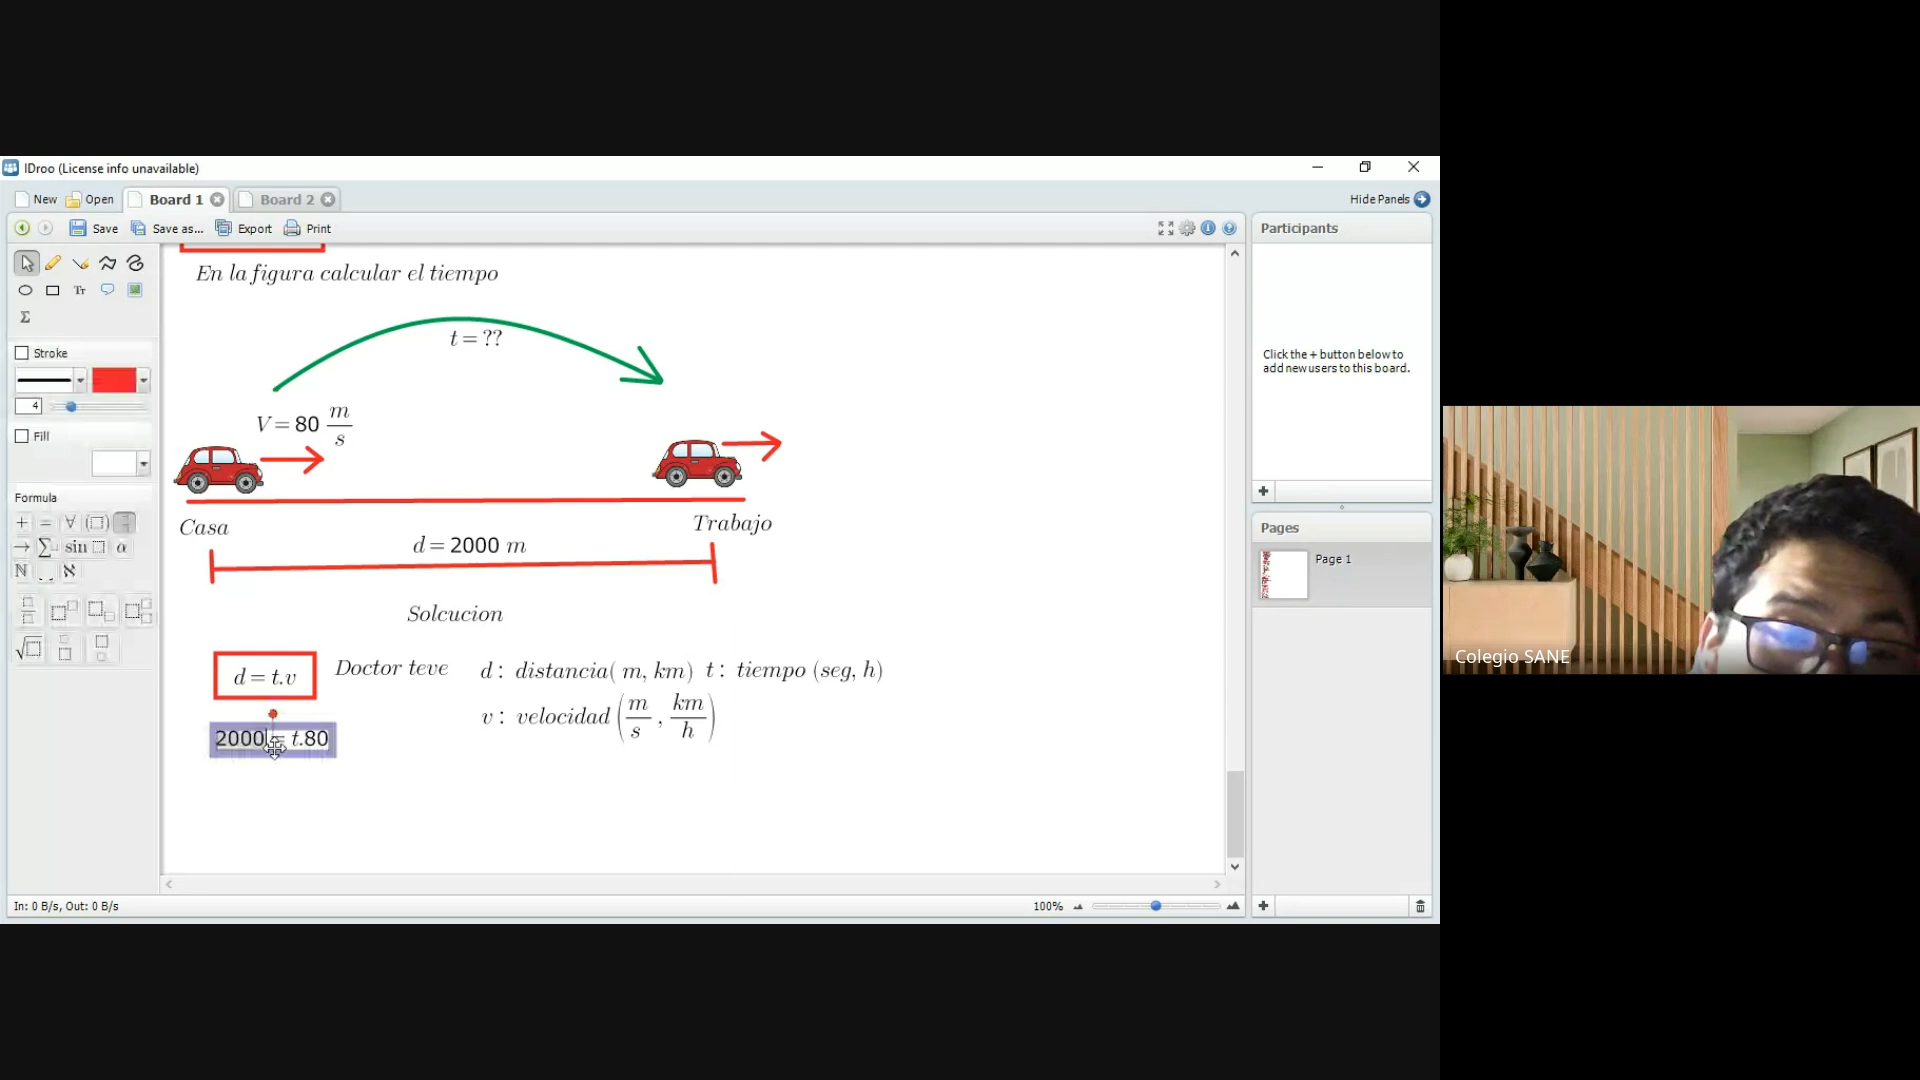 IDroo (License info unavailable)
New Open Board 1 Board 2 Hide Panels
Save Save as... Export Print
Participants
En la figura calcular el tiempo
t = ??
Stroke
Click the + button below to
add new users to this board.
4
V = 80 m/s
Fill
Formula
Casa
Trabajo
d = 2000 m
Pages
Page 1
Solcucion
d = t.v
Doctor teve
d : distancia( m, km) t : tiempo (seg, h)
v : velocidad (m/s , km/h)
2000 = t.80
Colegio SANE
In: 0 B/s, Out: 0 B/s
100%